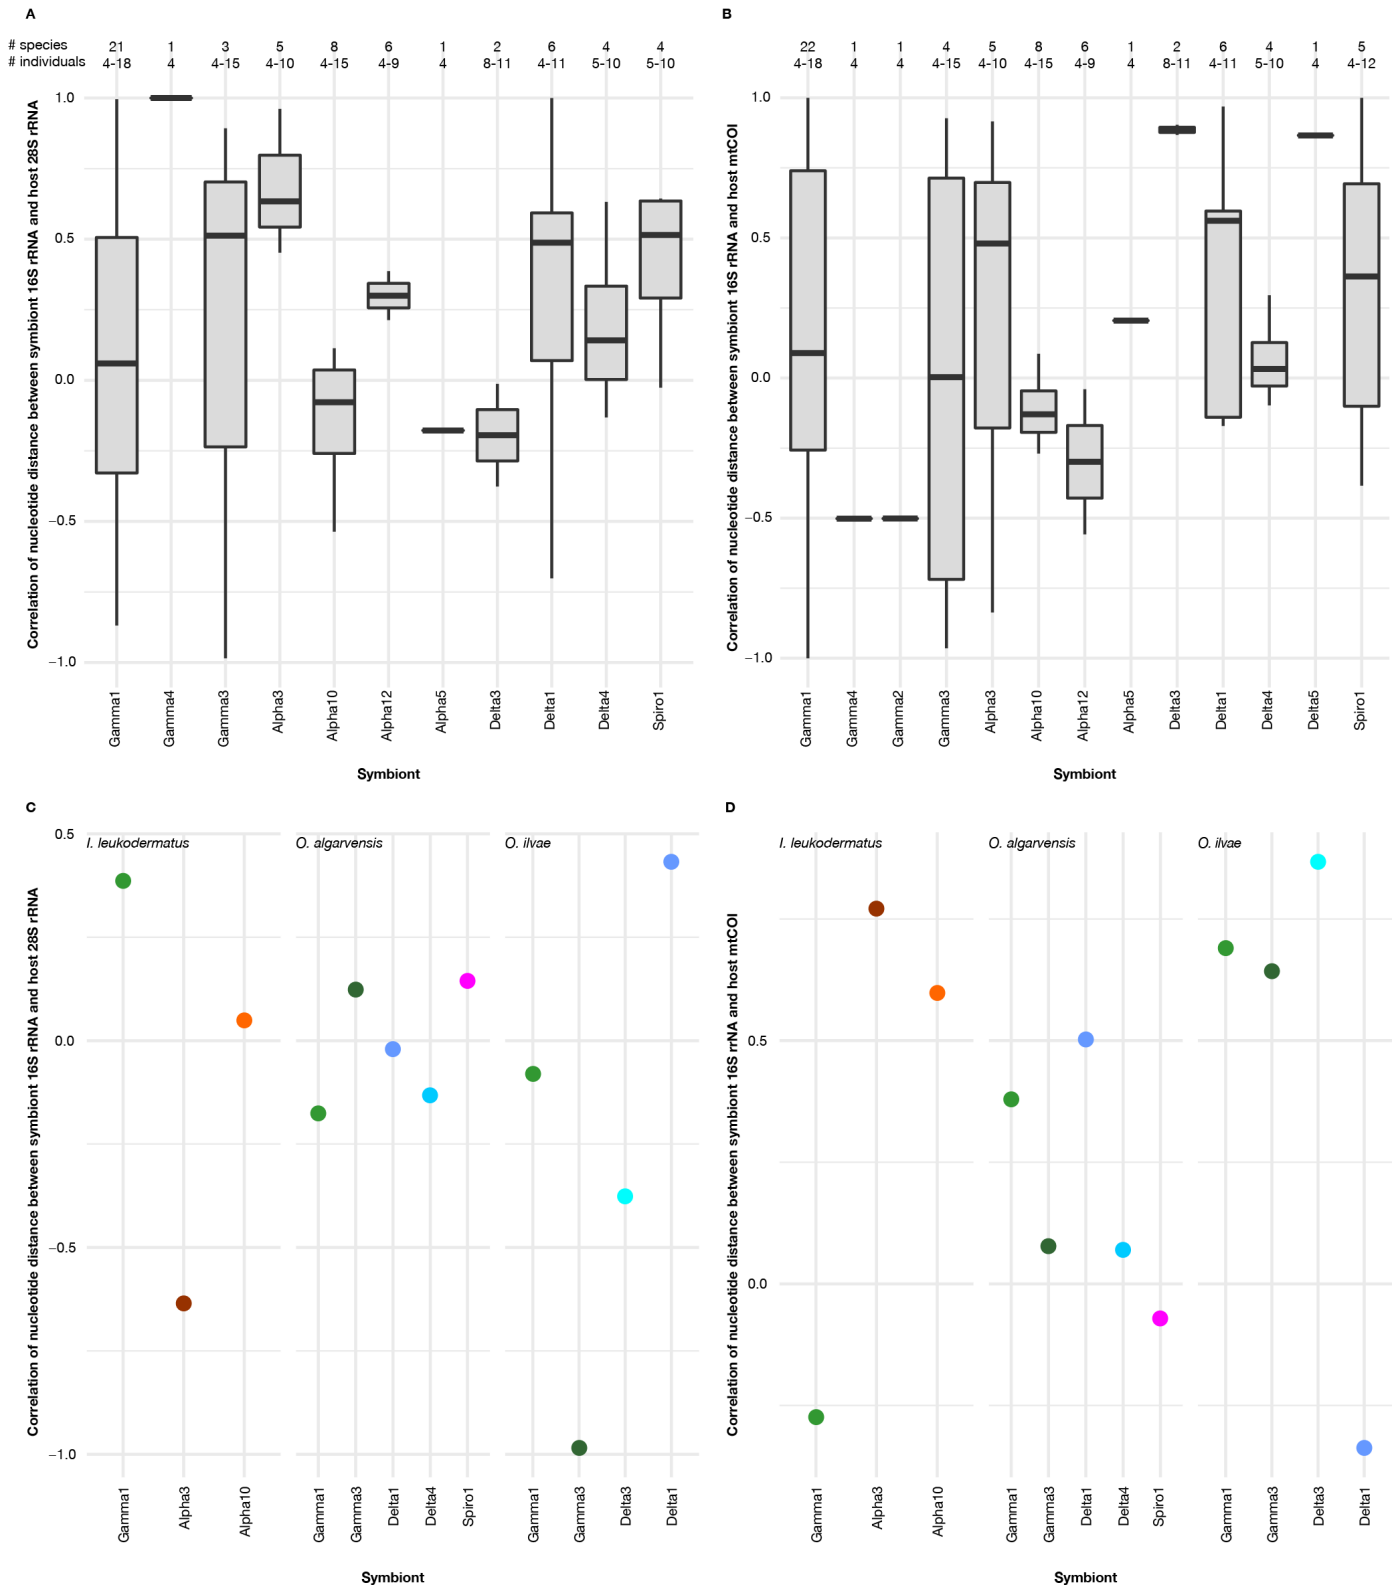 A
# species 21 1 3 5 8 6 1 2 6 4 4
# individuals 4-18 4 4-15 4-10 4-15 4-9 4 8-11 4-11 5-10 5-10
Correlation of nucleotide distance between symbiont 16S rRNA and host 28S rRNA
1.0
0.5
0.0
−0.5
−1.0
Gamma1 Gamma4 Gamma3 Alpha3 Alpha10 Alpha12 Alpha5 Delta3 Delta1 Delta4 Spiro1
Symbiont
B
22 1 1 4 5 8 6 1 2 6 4 1 5
4-18 4 4 4-15 4-10 4-15 4-9 4 8-11 4-11 5-10 4 4-12
Correlation of nucleotide distance between symbiont 16S rRNA and host mtCOI
1.0
0.5
0.0
−0.5
−1.0
Gamma1 Gamma4 Gamma2 Gamma3 Alpha3 Alpha10 Alpha12 Alpha5 Delta3 Delta1 Delta4 Delta5 Spiro1
Symbiont
C
Correlation of nucleotide distance between symbiont 16S rRNA and host 28S rRNA
I. leukodermatus O. algarvensis O. ilvae
0.5
0.0
−0.5
−1.0
Gamma1 Alpha3 Alpha10 Gamma1 Gamma3 Delta1 Delta4 Spiro1 Gamma1 Gamma3 Delta3 Delta1
Symbiont
D
Correlation of nucleotide distance between symbiont 16S rRNA and host mtCOI
I. leukodermatus O. algarvensis O. ilvae
0.5
0.0
Gamma1 Alpha3 Alpha10 Gamma1 Gamma3 Delta1 Delta4 Spiro1 Gamma1 Gamma3 Delta3 Delta1
Symbiont